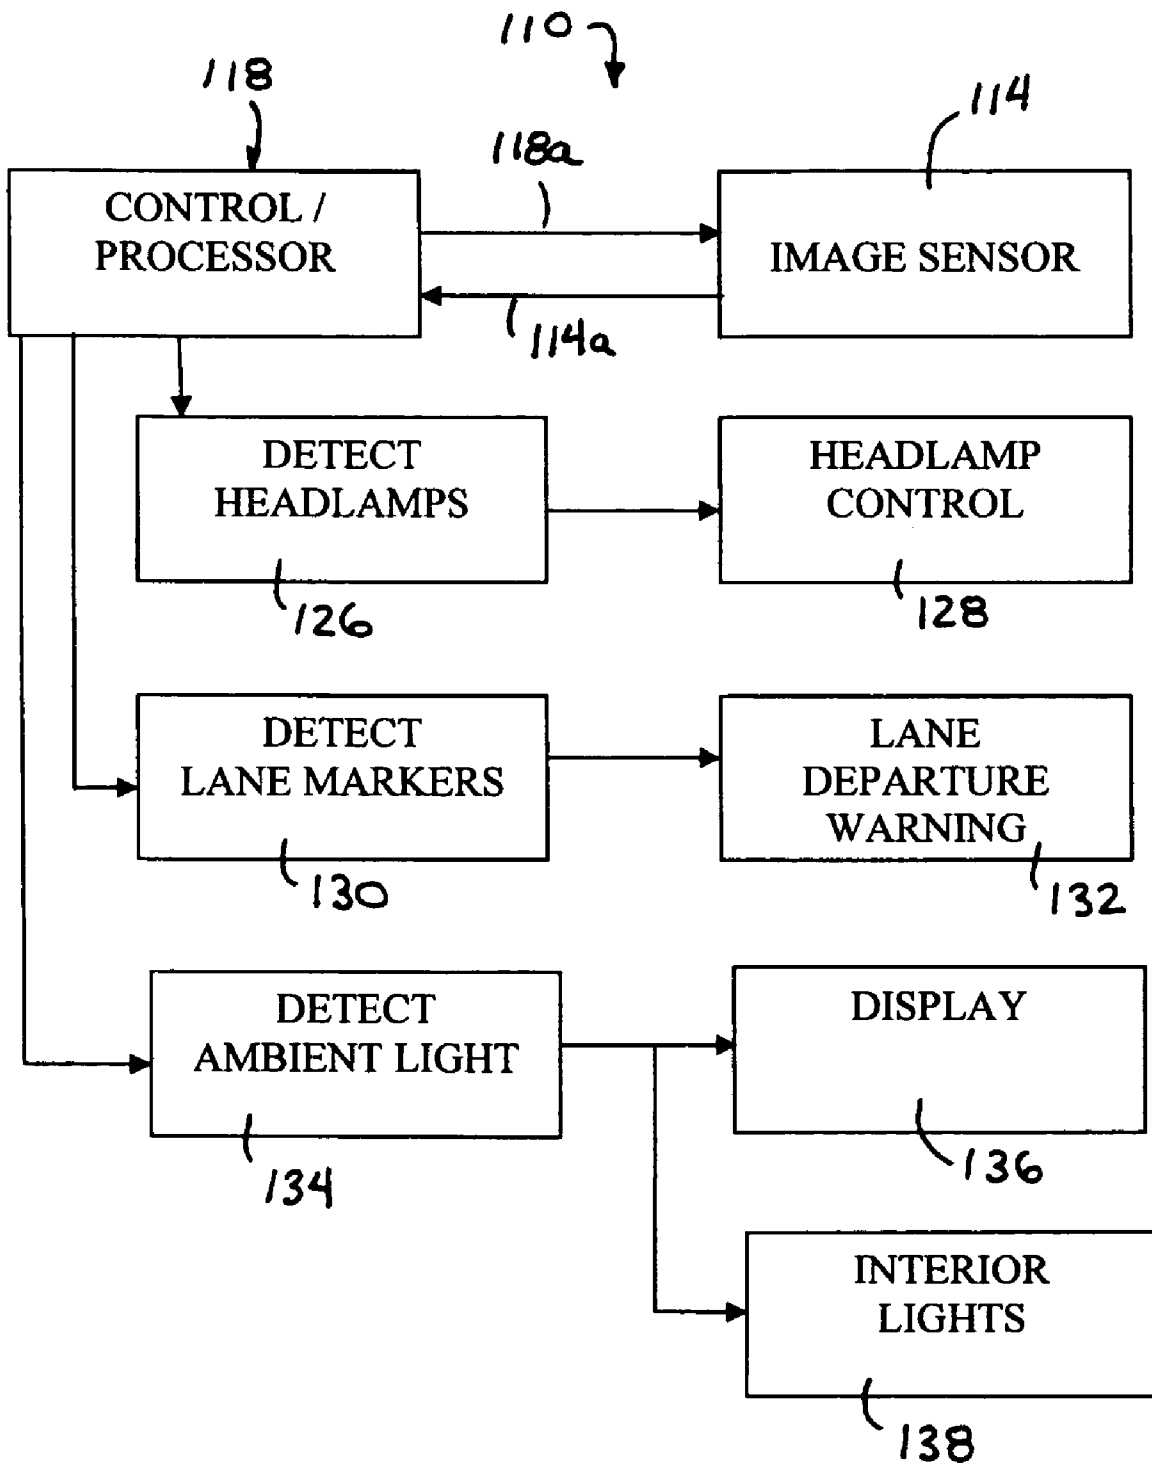 110
118
114
118a
CONTROL /
PROCESSOR
IMAGE SENSOR
114a
DETECT
HEADLAMPS
HEADLAMP
CONTROL
126
128
DETECT
LANE MARKERS
LANE
DEPARTURE
WARNING
130
132
DETECT
AMBIENT LIGHT
DISPLAY
134
136
INTERIOR
LIGHTS
138